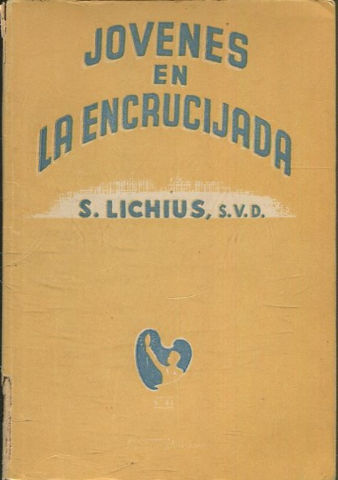 JOVENES
EN
LA ENCRUCIJADA
S. LICHIUS, S.V.D.